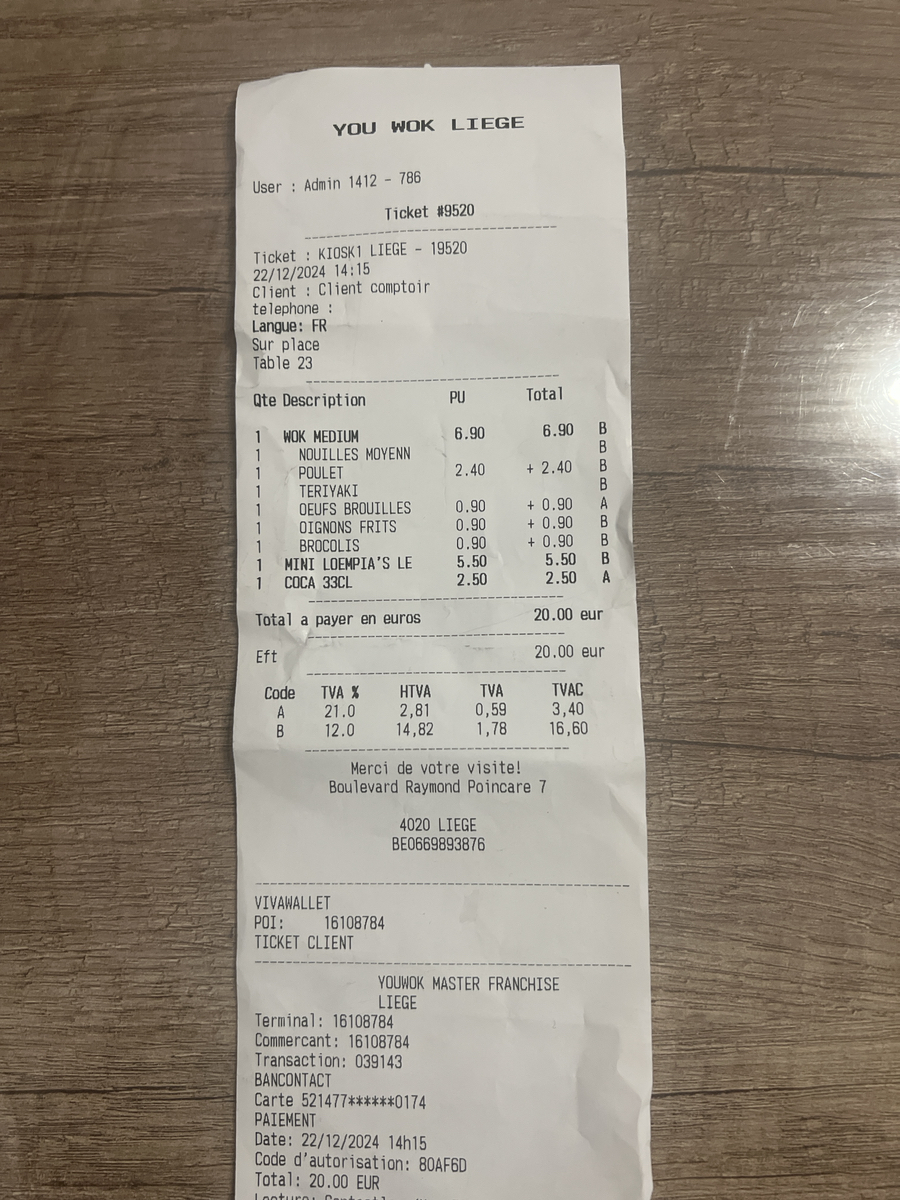 YOU WOK LIEGE
User : Admin 1412 - 786
Ticket #9520
Ticket : KIOSK1 LIEGE - 19520
22/12/2024 14:15
Client : Client comptoir
telephone :
Langue: FR
Sur place
Table 23
Qte Description PU Total
1 WOK MEDIUM 6.90 6.90 B
1 NOUILLES MOYENN B
1 POULET 2.40 + 2.40 B
1 TERIYAKI B
1 OEUFS BROUILLES 0.90 + 0.90 A
1 OIGNONS FRITS 0.90 + 0.90 B
1 BROCOLIS 0.90 + 0.90 B
1 MINI LOEMPIA'S LE 5.50 5.50 B
1 COCA 33CL 2.50 2.50 A
Total a payer en euros 20.00 eur
Eft 20.00 eur
Code TVA % HTVA TVA TVAC
A 21.0 2,81 0,59 3,40
B 12.0 14,82 1,78 16,60
Merci de votre visite!
Boulevard Raymond Poincare 7
4020 LIEGE
BE0669893876
VIVAWALLET
POI: 16108784
TICKET CLIENT
YOUWOK MASTER FRANCHISE
LIEGE
Terminal: 16108784
Commercant: 16108784
Transaction: 039143
BANCONTACT
Carte 521477******0174
PAIEMENT
Date: 22/12/2024 14h15
Code d'autorisation: 80AF6D
Total: 20.00 EUR